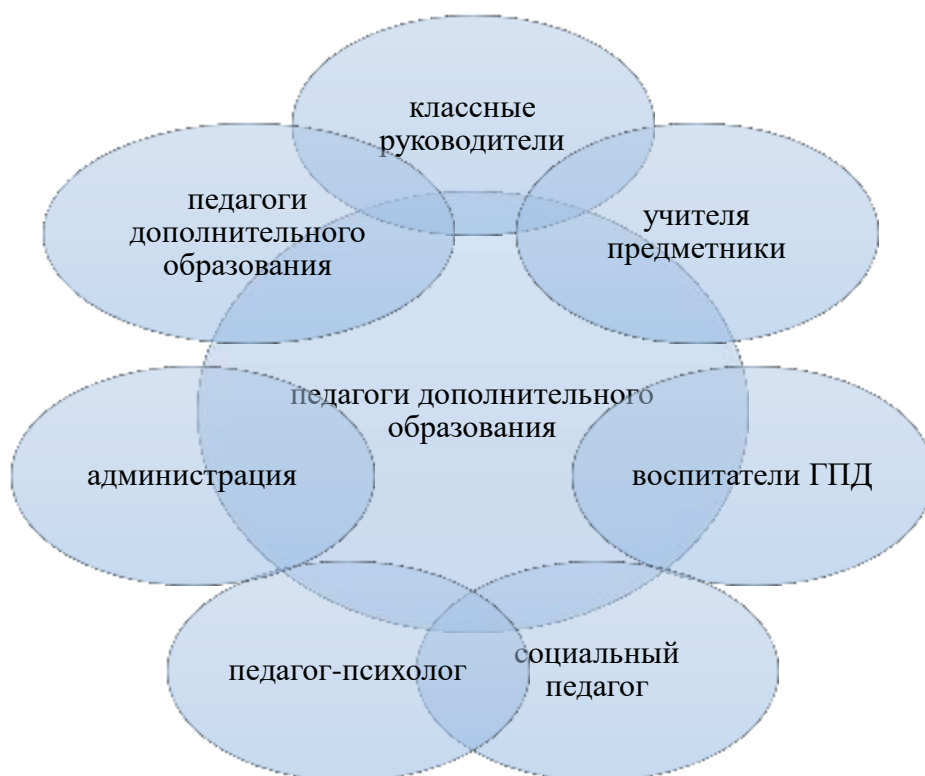 классные
руководители
педагоги
дополнительного
образования
учителя
предметники
педагоги дополнительного
образования
администрация
воспитатели ГПД
педагог-психолог
социальный
педагог